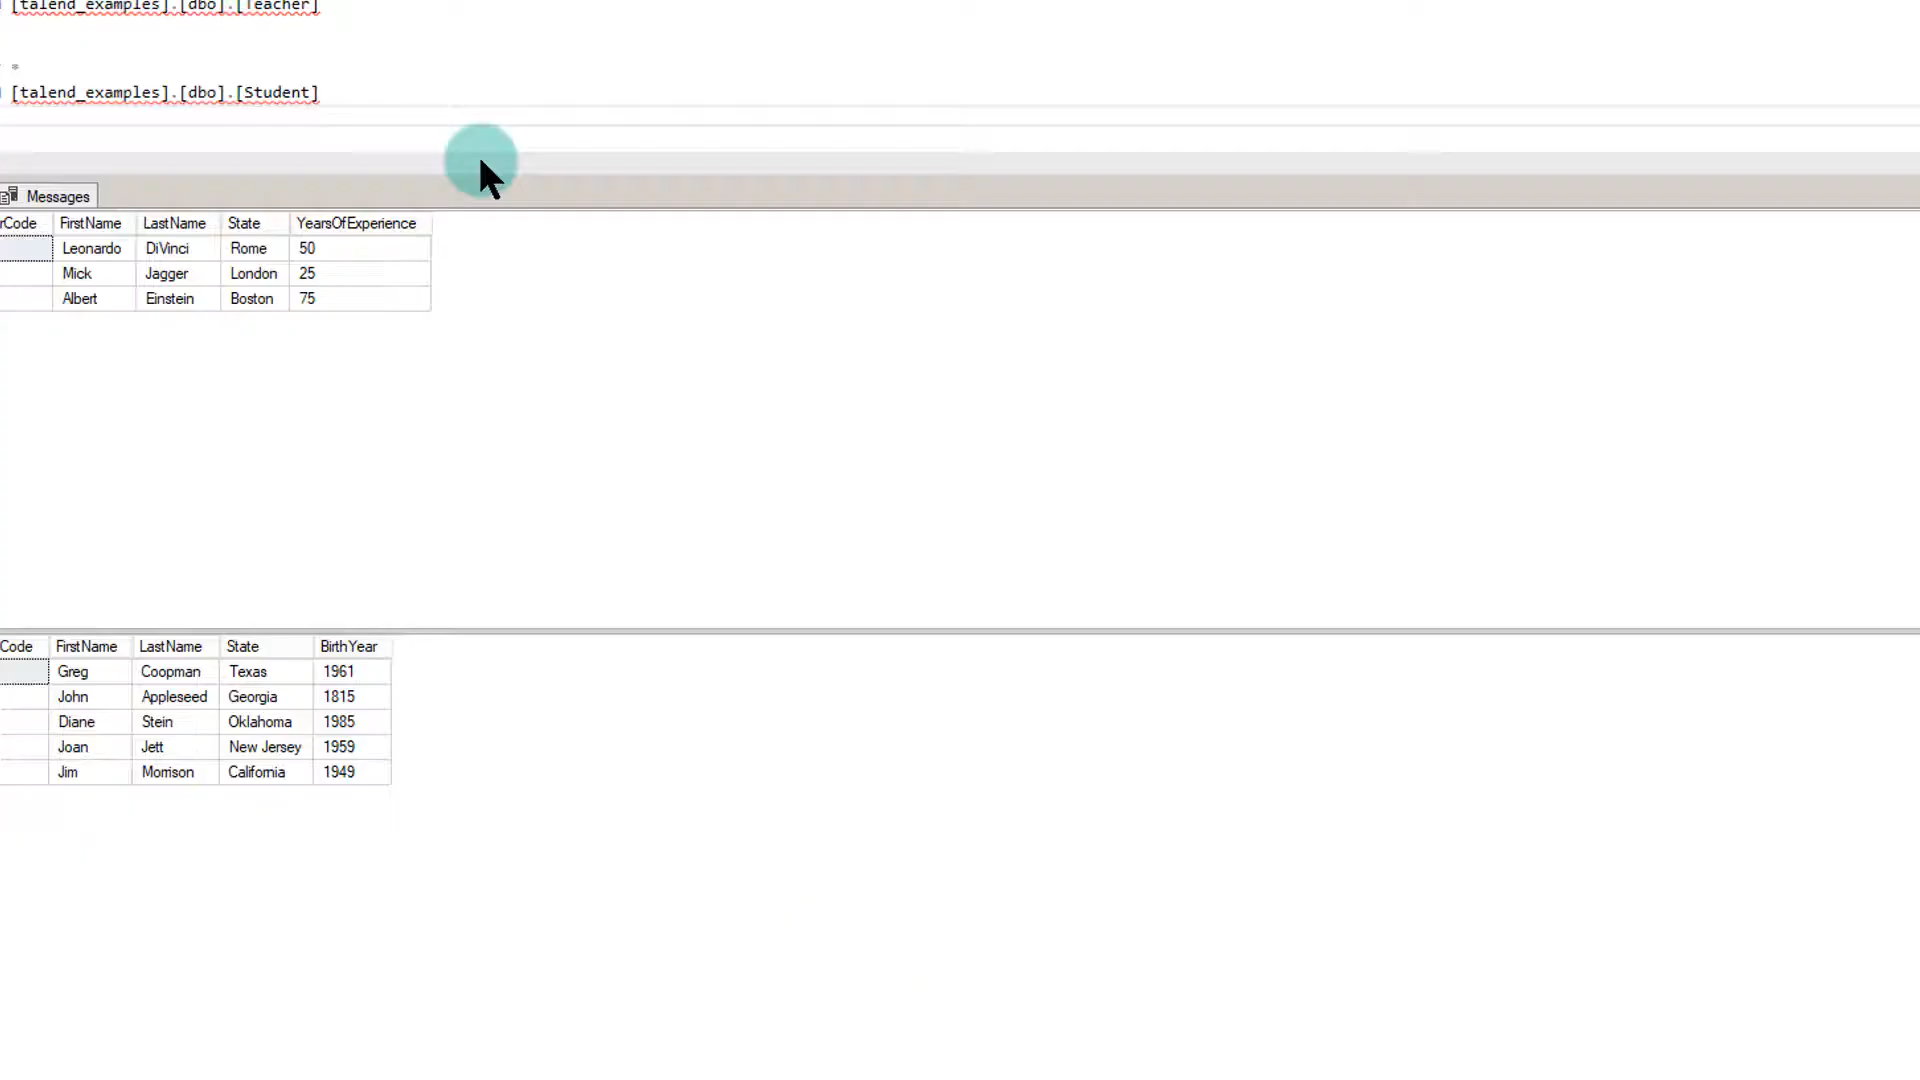 [talend_examples].[dbo].[Teacher]
*
[talend_examples].[dbo].[Student]
Messages
rCode FirstName LastName State YearsOfExperience
Leonardo DiVinci Rome 50
Mick Jagger London 25
Albert Einstein Boston 75
Code FirstName LastName State BirthYear
Greg Coopman Texas 1961
John Appleseed Georgia 1815
Diane Stein Oklahoma 1985
Joan Jett New Jersey 1959
Jim Morrison California 1949